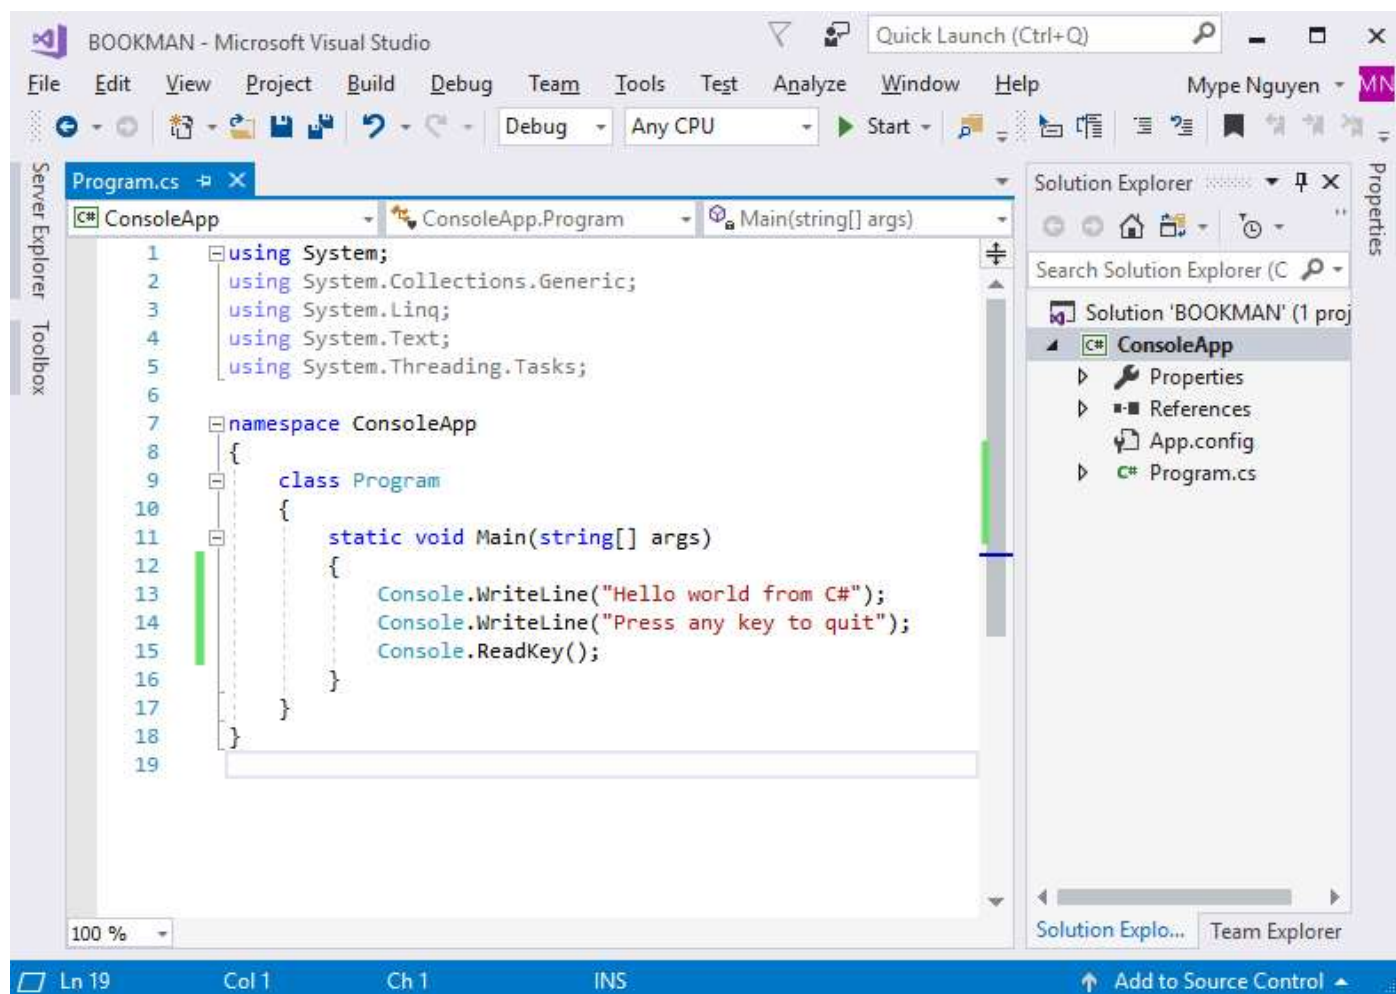 BOOKMAN - Microsoft Visual Studio
Quick Launch (Ctrl+Q)
File Edit View Project Build Debug Team Tools Test Analyze Window Help
Mype Nguyen
MN
Debug Any CPU Start
Server Explorer
Toolbox
Program.cs
C# ConsoleApp ConsoleApp.Program Main(string[] args)
1 using System;
2 using System.Collections.Generic;
3 using System.Linq;
4 using System.Text;
5 using System.Threading.Tasks;
6
7 namespace ConsoleApp
8 {
9 class Program
10 {
11 static void Main(string[] args)
12 {
13 Console.WriteLine("Hello world from C#");
14 Console.WriteLine("Press any key to quit");
15 Console.ReadKey();
16 }
17 }
18 }
19
100 %
Solution Explorer
Search Solution Explorer (C
Solution 'BOOKMAN' (1 proj
C# ConsoleApp
Properties
References
App.config
C# Program.cs
Solution Explo... Team Explorer
Properties
Ln 19 Col 1 Ch 1 INS Add to Source Control